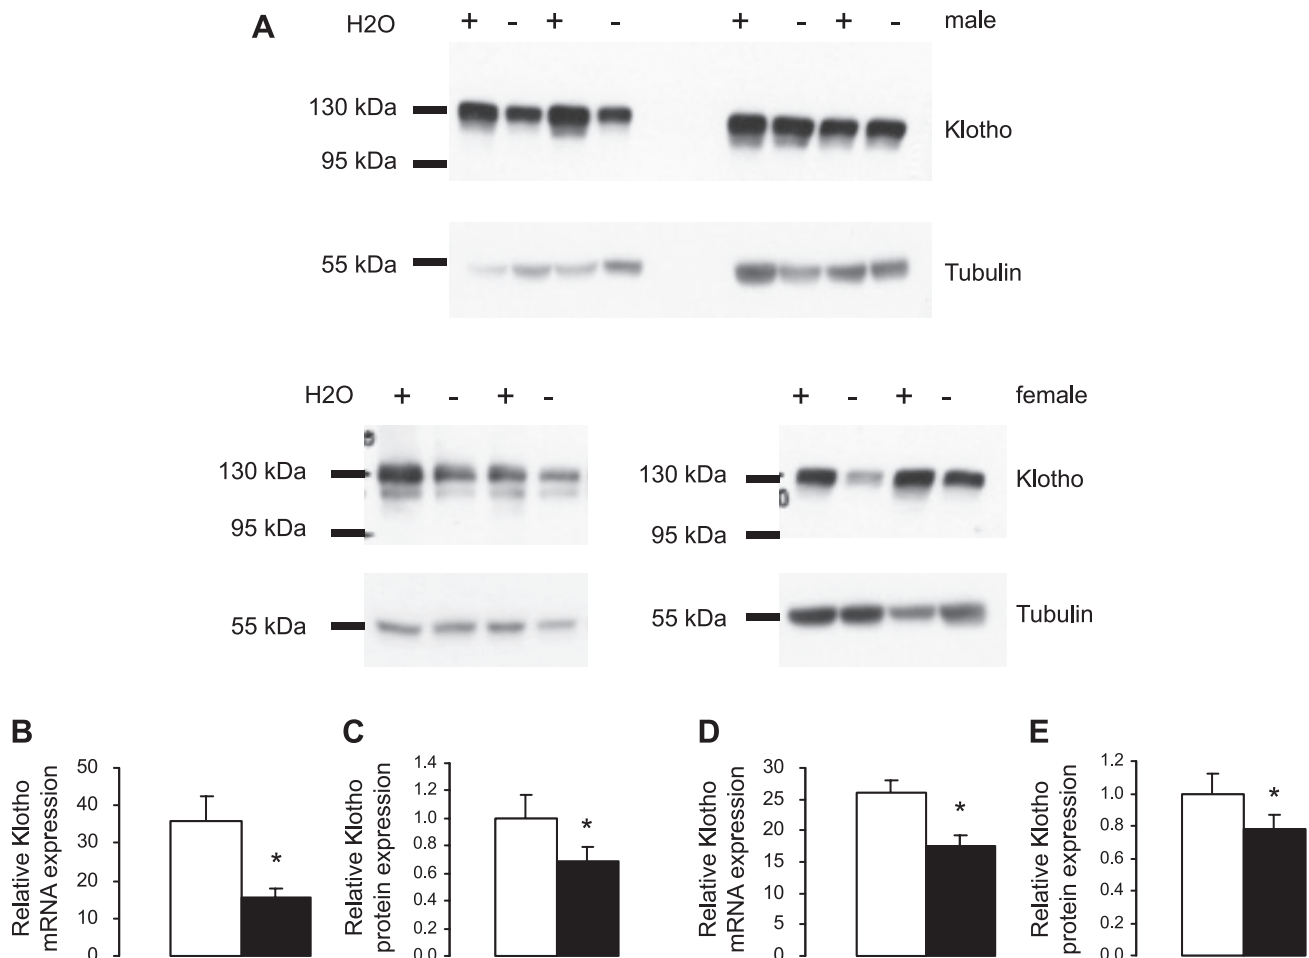 A
H2O + - + - + - + - male
130 kDa
Klotho
95 kDa
55 kDa
Tubulin
H2O + - + - + - + - female
130 kDa 130 kDa Klotho
95 kDa 95 kDa
55 kDa 55 kDa Tubulin
B
Relative Klotho
mRNA expression
50
40
30
20
10
0
*
C
Relative Klotho
protein expression
1.4
1.2
1.0
0.8
0.6
0.4
0.2
0.0
*
D
Relative Klotho
mRNA expression
30
25
20
15
10
5
0
*
E
Relative Klotho
protein expression
1.2
1.0
0.8
0.6
0.4
0.2
0.0
*